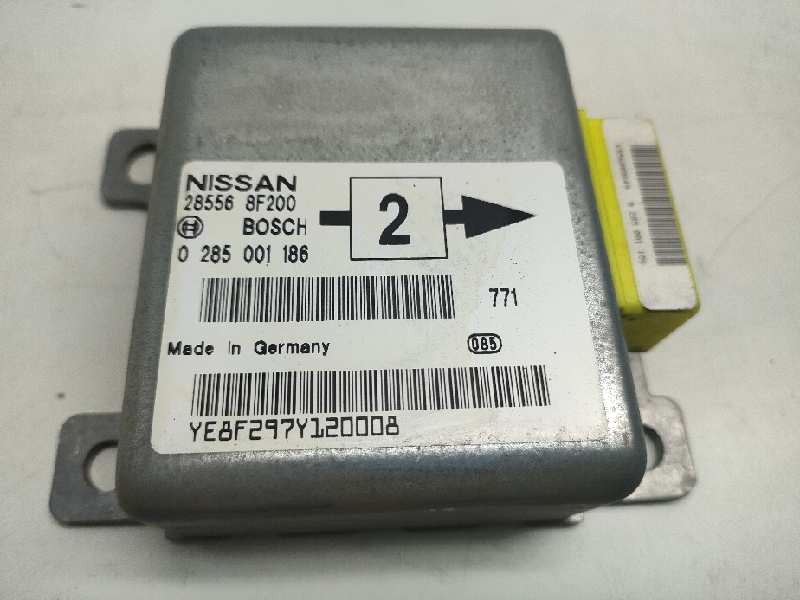 NISSAN
28556 8F200
BOSCH
0 285 001 186
2
771
Made in Germany
085
YE8F297Y120008